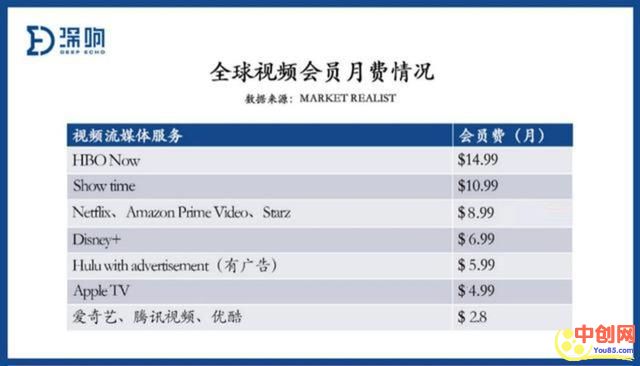 深响
DEEP ECHO
全球视频会员月费情况
数据来源：MARKET REALIST
视频流媒体服务 会员费（月）
HBO Now $14.99
Show time $10.99
Netflix、Amazon Prime Video、Starz $ 8.99
Disney+ $ 6.99
Hulu with advertisement（有广告） $ 5.99
Apple TV $ 4.99
爱奇艺、腾讯视频、优酷 $ 2.8
中创网
You85.com